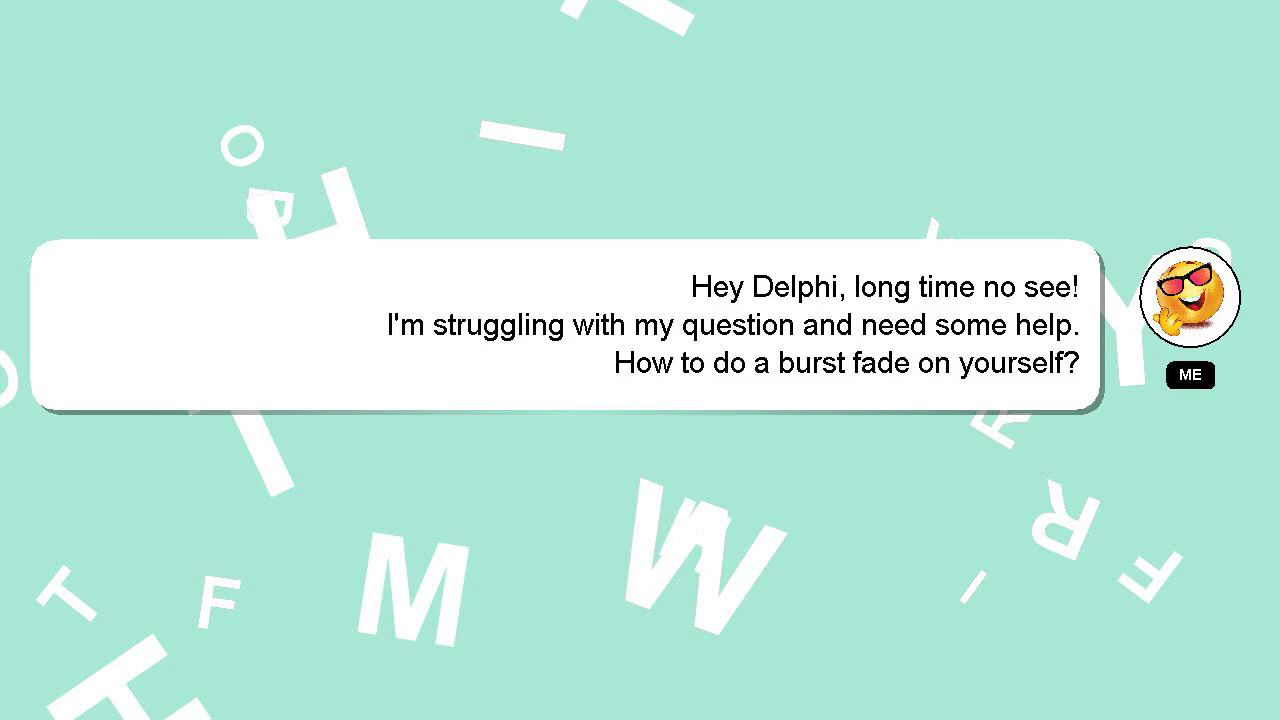 Hey Delphi, long time no see!
I'm struggling with my question and need some help.
How to do a burst fade on yourself?
ME
O
I
H
Y
R
R
F
I
W
M
F
T
H